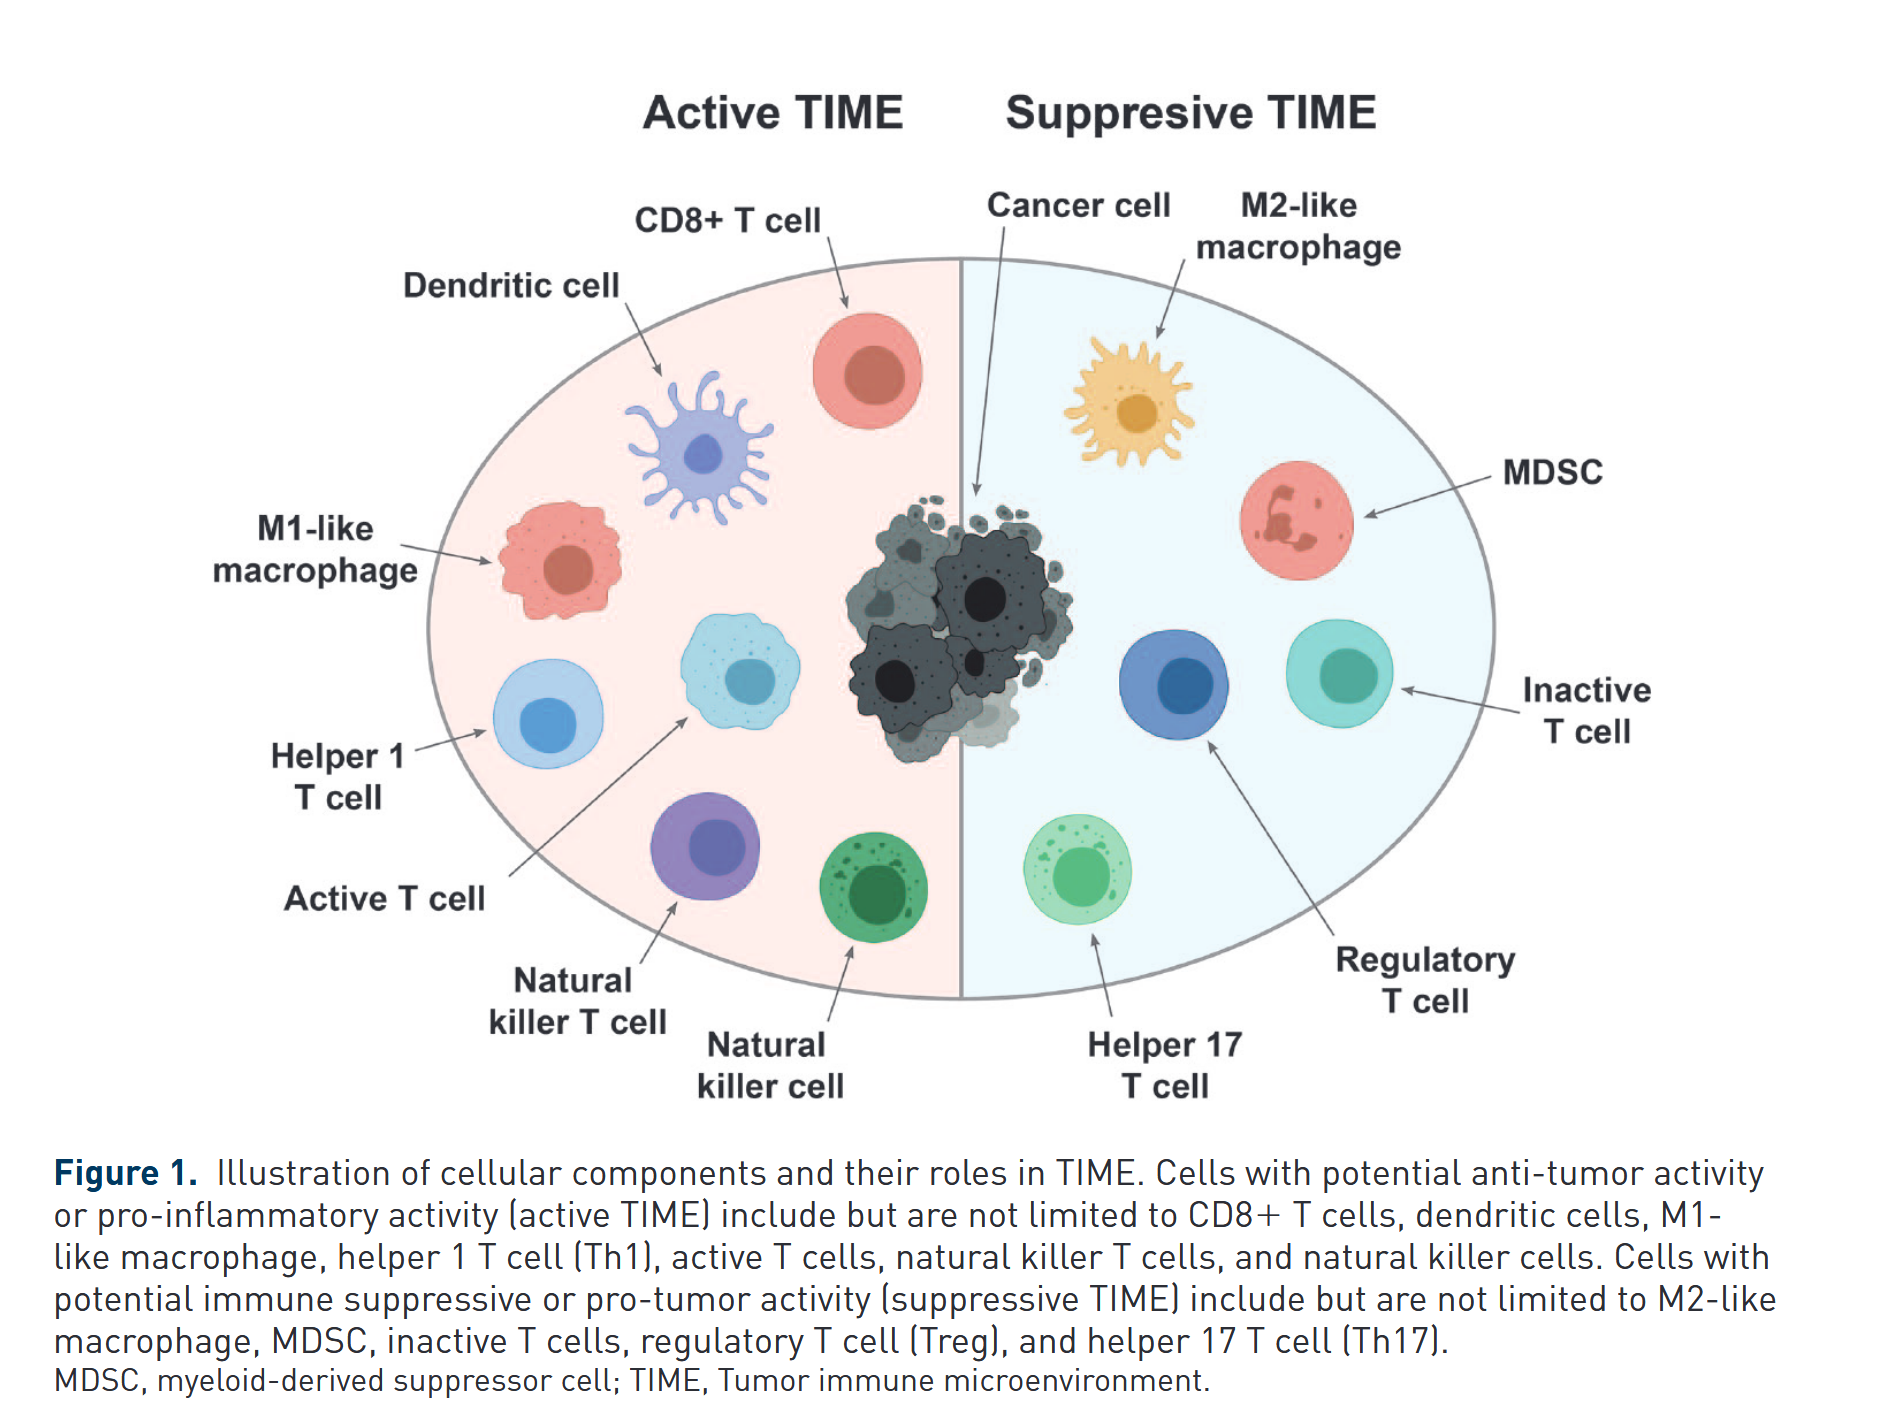 Active TIME
Suppresive TIME
CD8+ T cell
Cancer cell
M2-like
macrophage
Dendritic cell
MDSC
M1-like
macrophage
Inactive
T cell
Helper 1
T cell
Active T cell
Natural
killer T cell
Regulatory
T cell
Natural
killer cell
Helper 17
T cell
Figure 1. Illustration of cellular components and their roles in TIME. Cells with potential anti-tumor activity
or pro-inflammatory activity (active TIME) include but are not limited to CD8+ T cells, dendritic cells, M1-
like macrophage, helper 1 T cell (Th1), active T cells, natural killer T cells, and natural killer cells. Cells with
potential immune suppressive or pro-tumor activity (suppressive TIME) include but are not limited to M2-like
macrophage, MDSC, inactive T cells, regulatory T cell (Treg), and helper 17 T cell (Th17).
MDSC, myeloid-derived suppressor cell; TIME, Tumor immune microenvironment.